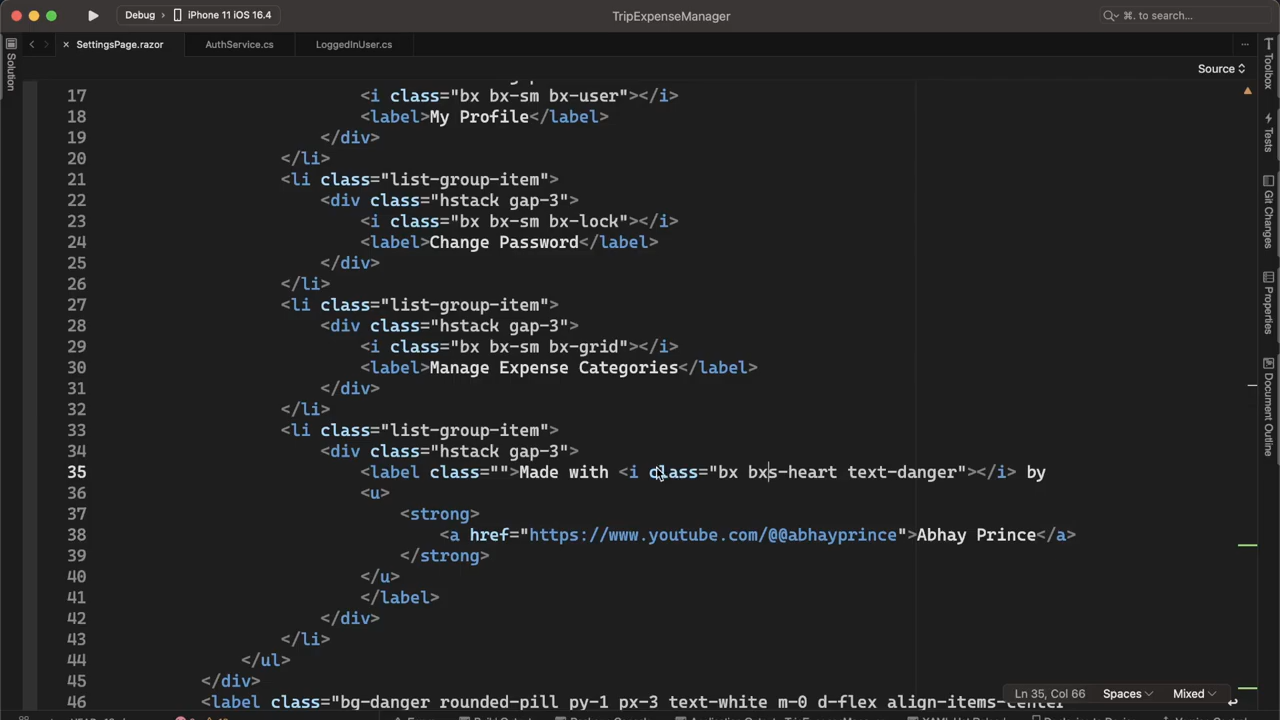 Debug > iPhone 11 iOS 16.4
TripExpenseManager
⌘. to search...
SettingsPage.razor
AuthService.cs
LoggedInUser.cs
Solution
Source
Toolbox
Tests
Git Changes
Properties
Document Outline
17 <i class="bx bx-sm bx-user"></i>
18 <label>My Profile</label>
19 </div>
20 </li>
21 <li class="list-group-item">
22 <div class="hstack gap-3">
23 <i class="bx bx-sm bx-lock"></i>
24 <label>Change Password</label>
25 </div>
26 </li>
27 <li class="list-group-item">
28 <div class="hstack gap-3">
29 <i class="bx bx-sm bx-grid"></i>
30 <label>Manage Expense Categories</label>
31 </div>
32 </li>
33 <li class="list-group-item">
34 <div class="hstack gap-3">
35 <label class="">Made with <i class="bx bxs-heart text-danger"></i> by
36 <u>
37 <strong>
38 <a href="https://www.youtube.com/@@abhayprince">Abhay Prince</a>
39 </strong>
40 </u>
41 </label>
42 </div>
43 </li>
44 </ul>
45 </div>
46 <label class="bg-danger rounded-pill py-1 px-3 text-white m-0 d-flex align-items-center
Ln 35, Col 66
Spaces
Mixed